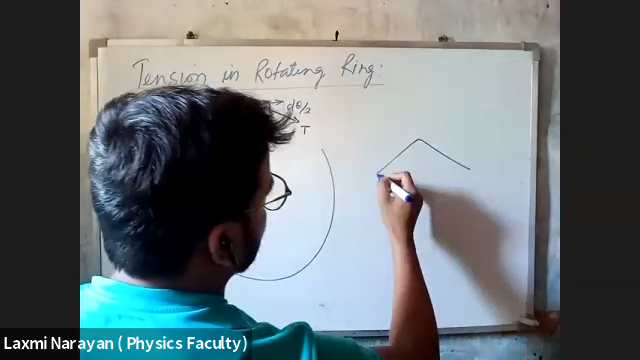 Tension in Rotating Ring:
dθ/2
T
Laxmi Narayan ( Physics Faculty)